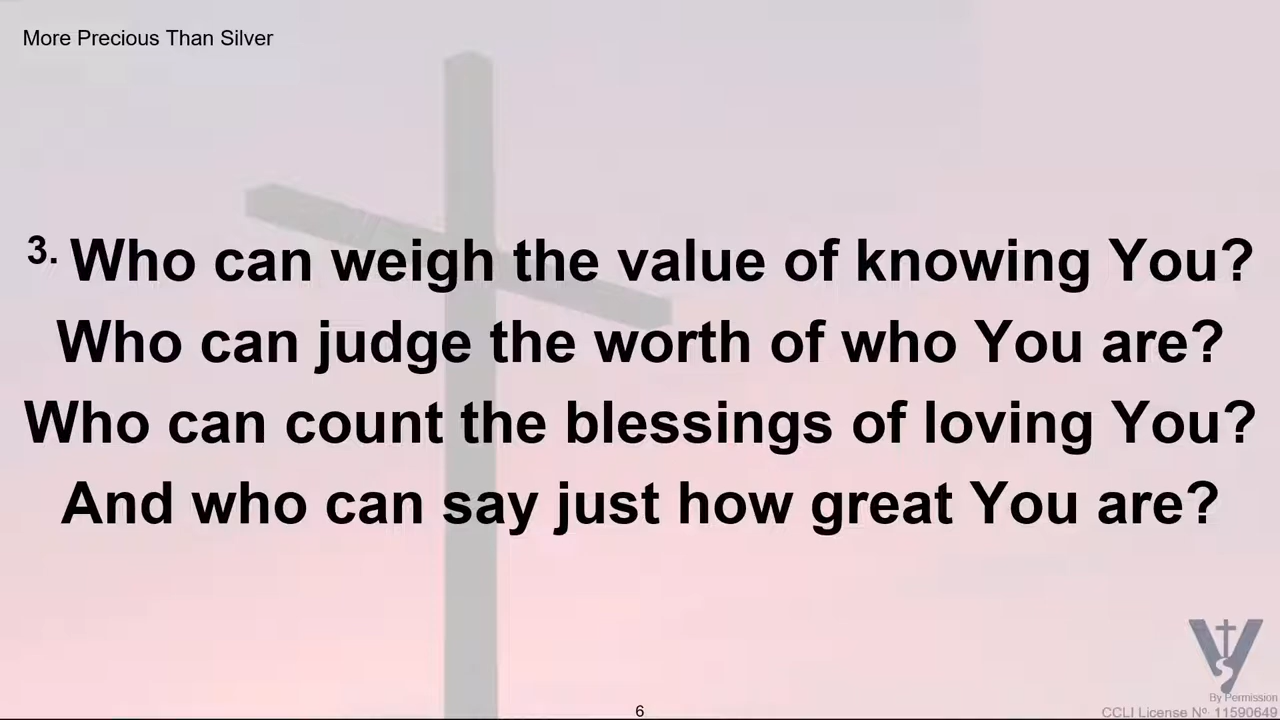 More Precious Than Silver
3. Who can weigh the value of knowing You?
Who can judge the worth of who You are?
Who can count the blessings of loving You?
And who can say just how great You are?
By Permission
CCLI License Nº. 11590649
6